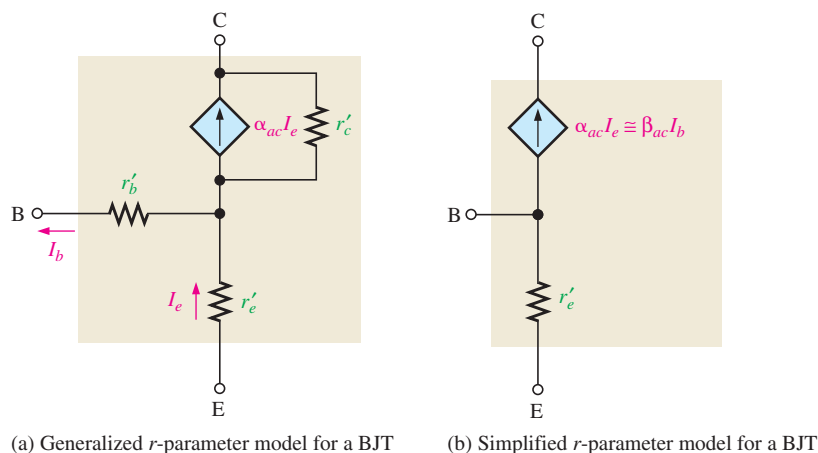 C
α_ac I_e
r′_c
r′_b
B
I_b
I_e
r′_e
E
(a) Generalized r-parameter model for a BJT
C
α_ac I_e ≅ β_ac I_b
B
r′_e
E
(b) Simplified r-parameter model for a BJT